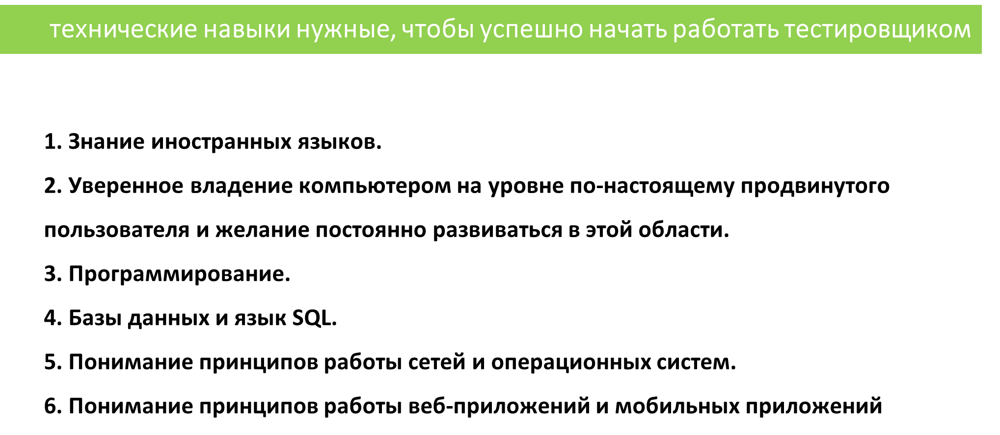 технические навыки нужные, чтобы успешно начать работать тестировщиком
1. Знание иностранных языков.
2. Уверенное владение компьютером на уровне по-настоящему продвинутого
пользователя и желание постоянно развиваться в этой области.
3. Программирование.
4. Базы данных и язык SQL.
5. Понимание принципов работы сетей и операционных систем.
6. Понимание принципов работы веб-приложений и мобильных приложений